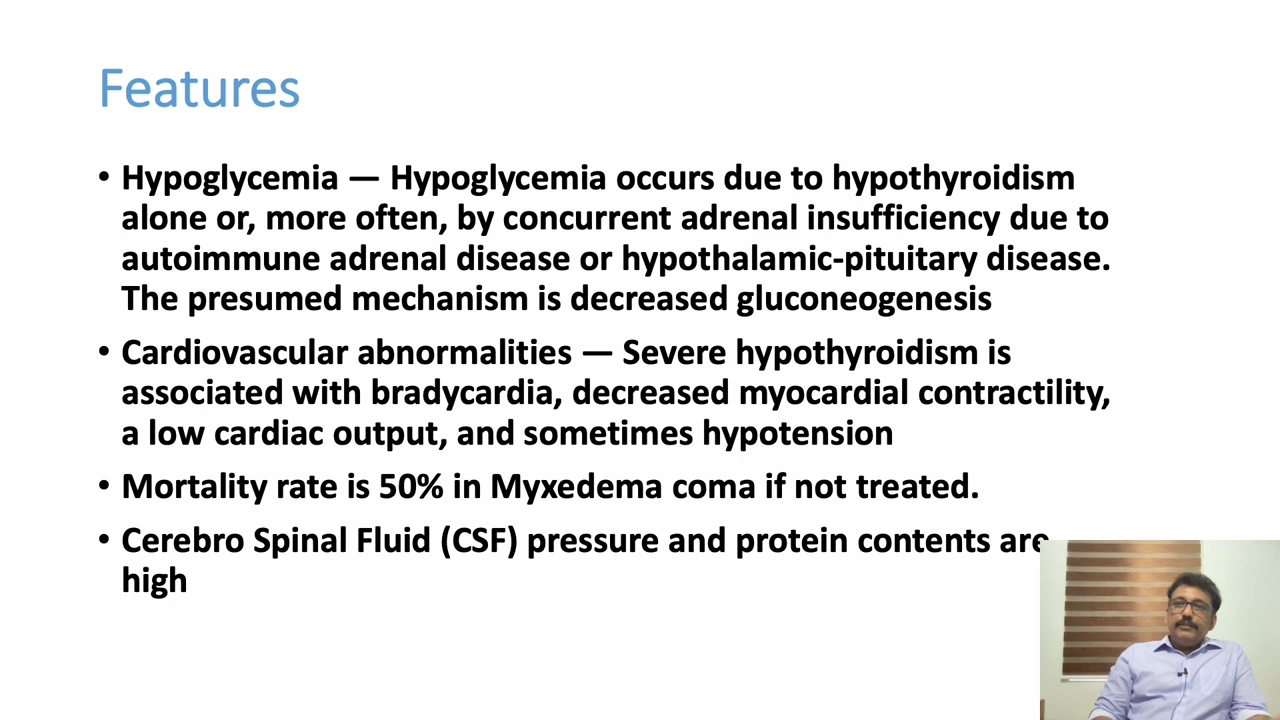 Features
• Hypoglycemia — Hypoglycemia occurs due to hypothyroidism
alone or, more often, by concurrent adrenal insufficiency due to
autoimmune adrenal disease or hypothalamic-pituitary disease.
The presumed mechanism is decreased gluconeogenesis
• Cardiovascular abnormalities — Severe hypothyroidism is
associated with bradycardia, decreased myocardial contractility,
a low cardiac output, and sometimes hypotension
• Mortality rate is 50% in Myxedema coma if not treated.
• Cerebro Spinal Fluid (CSF) pressure and protein contents are
high